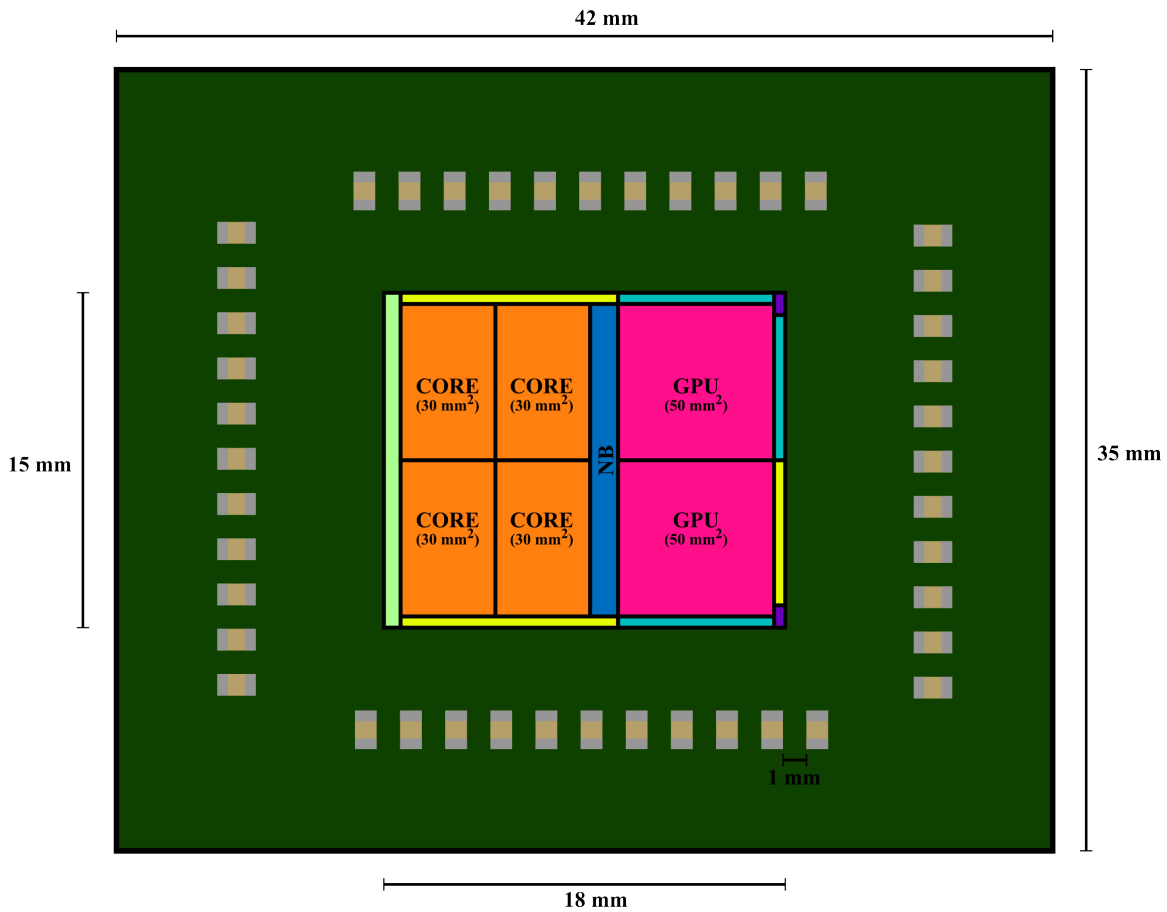 42 mm
CORE
(30 mm²)
CORE
(30 mm²)
GPU
(50 mm²)
NB
15 mm
35 mm
CORE
(30 mm²)
CORE
(30 mm²)
GPU
(50 mm²)
1 mm
18 mm